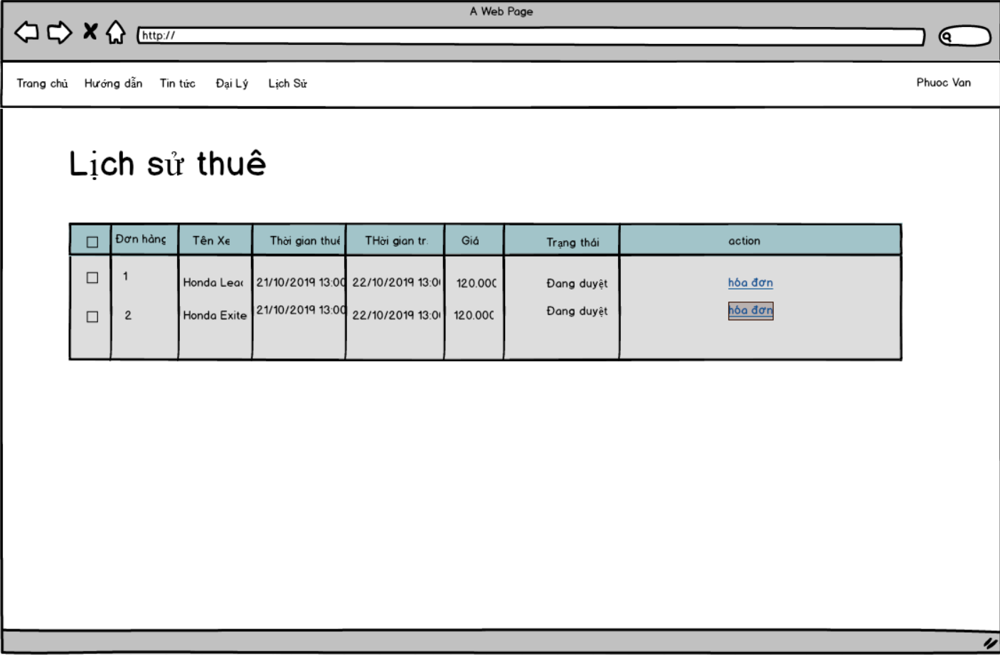 A Web Page
http://
Trang chủ Hướng dẫn Tin tức Đại Lý Lịch Sử Phuoc Van
Lịch sử thuê
Đơn hàng Tên Xe Thời gian thuê THời gian tr Giá Trạng thái action
1 Honda Lead 21/10/2019 13:00 22/10/2019 13:00 120.000 Đang duyệt hóa đơn
2 Honda Exite 21/10/2019 13:00 22/10/2019 13:00 120.000 Đang duyệt hóa đơn